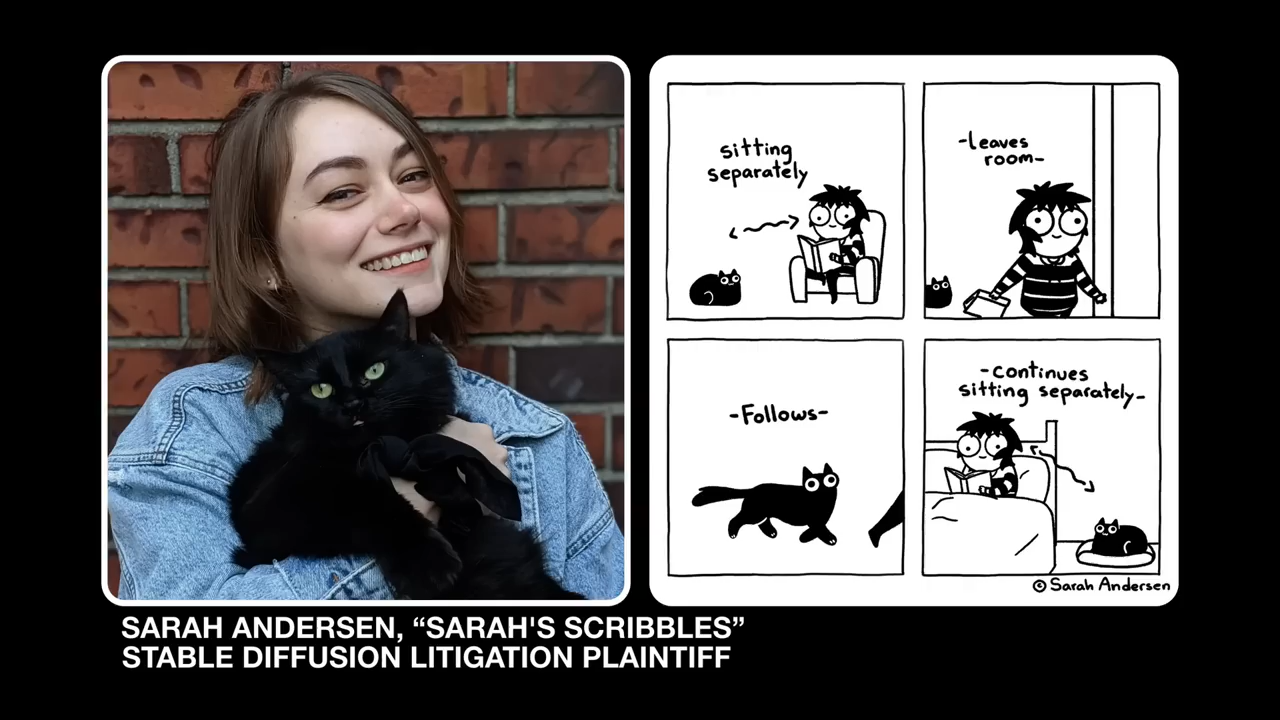 sitting
separately
-leaves
room-
-Follows-
-continues
sitting separately-
© Sarah Andersen
SARAH ANDERSEN, “SARAH'S SCRIBBLES”
STABLE DIFFUSION LITIGATION PLAINTIFF